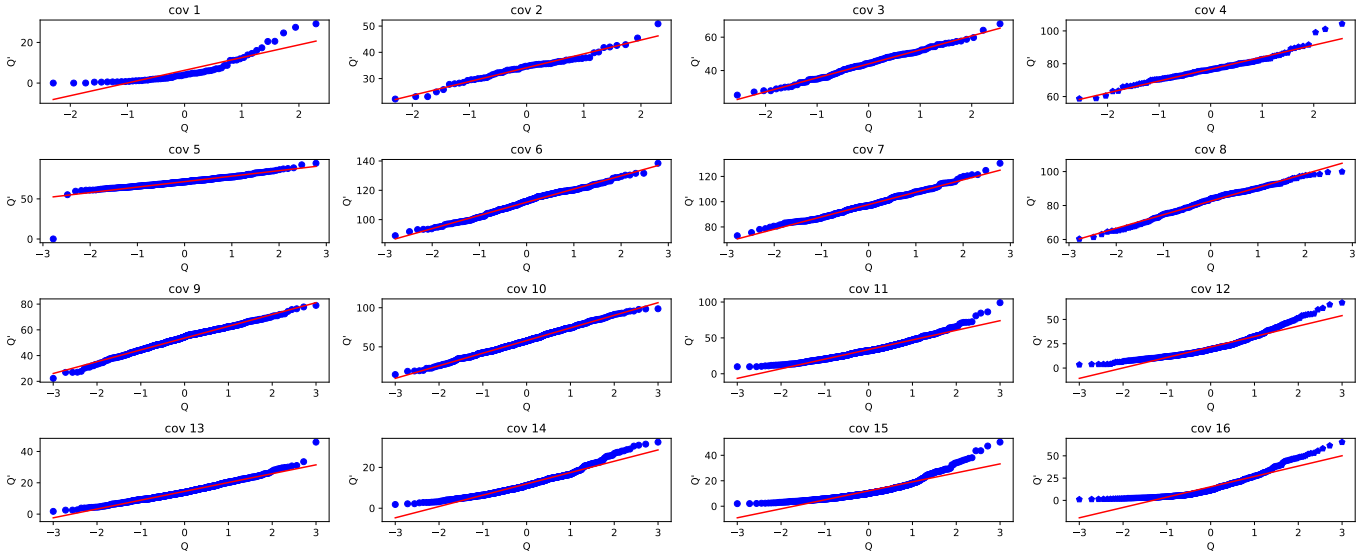 cov 1
Q'
20
0
−2 −1 0 1 2
Q
cov 2
Q'
50
40
30
−2 −1 0 1 2
Q
cov 3
Q'
60
40
−2 −1 0 1 2
Q
cov 4
Q'
100
80
60
−2 −1 0 1 2
Q
cov 5
Q'
50
0
−3 −2 −1 0 1 2 3
Q
cov 6
Q'
140
120
100
−3 −2 −1 0 1 2 3
Q
cov 7
Q'
120
100
80
−3 −2 −1 0 1 2 3
Q
cov 8
Q'
100
80
60
−3 −2 −1 0 1 2 3
Q
cov 9
Q'
80
60
40
20
−3 −2 −1 0 1 2 3
Q
cov 10
Q'
100
50
−3 −2 −1 0 1 2 3
Q
cov 11
Q'
100
50
0
−3 −2 −1 0 1 2 3
Q
cov 12
Q'
50
25
0
−3 −2 −1 0 1 2 3
Q
cov 13
Q'
40
20
0
−3 −2 −1 0 1 2 3
Q
cov 14
Q'
20
0
−3 −2 −1 0 1 2 3
Q
cov 15
Q'
40
20
0
−3 −2 −1 0 1 2 3
Q
cov 16
Q'
50
25
0
−3 −2 −1 0 1 2 3
Q